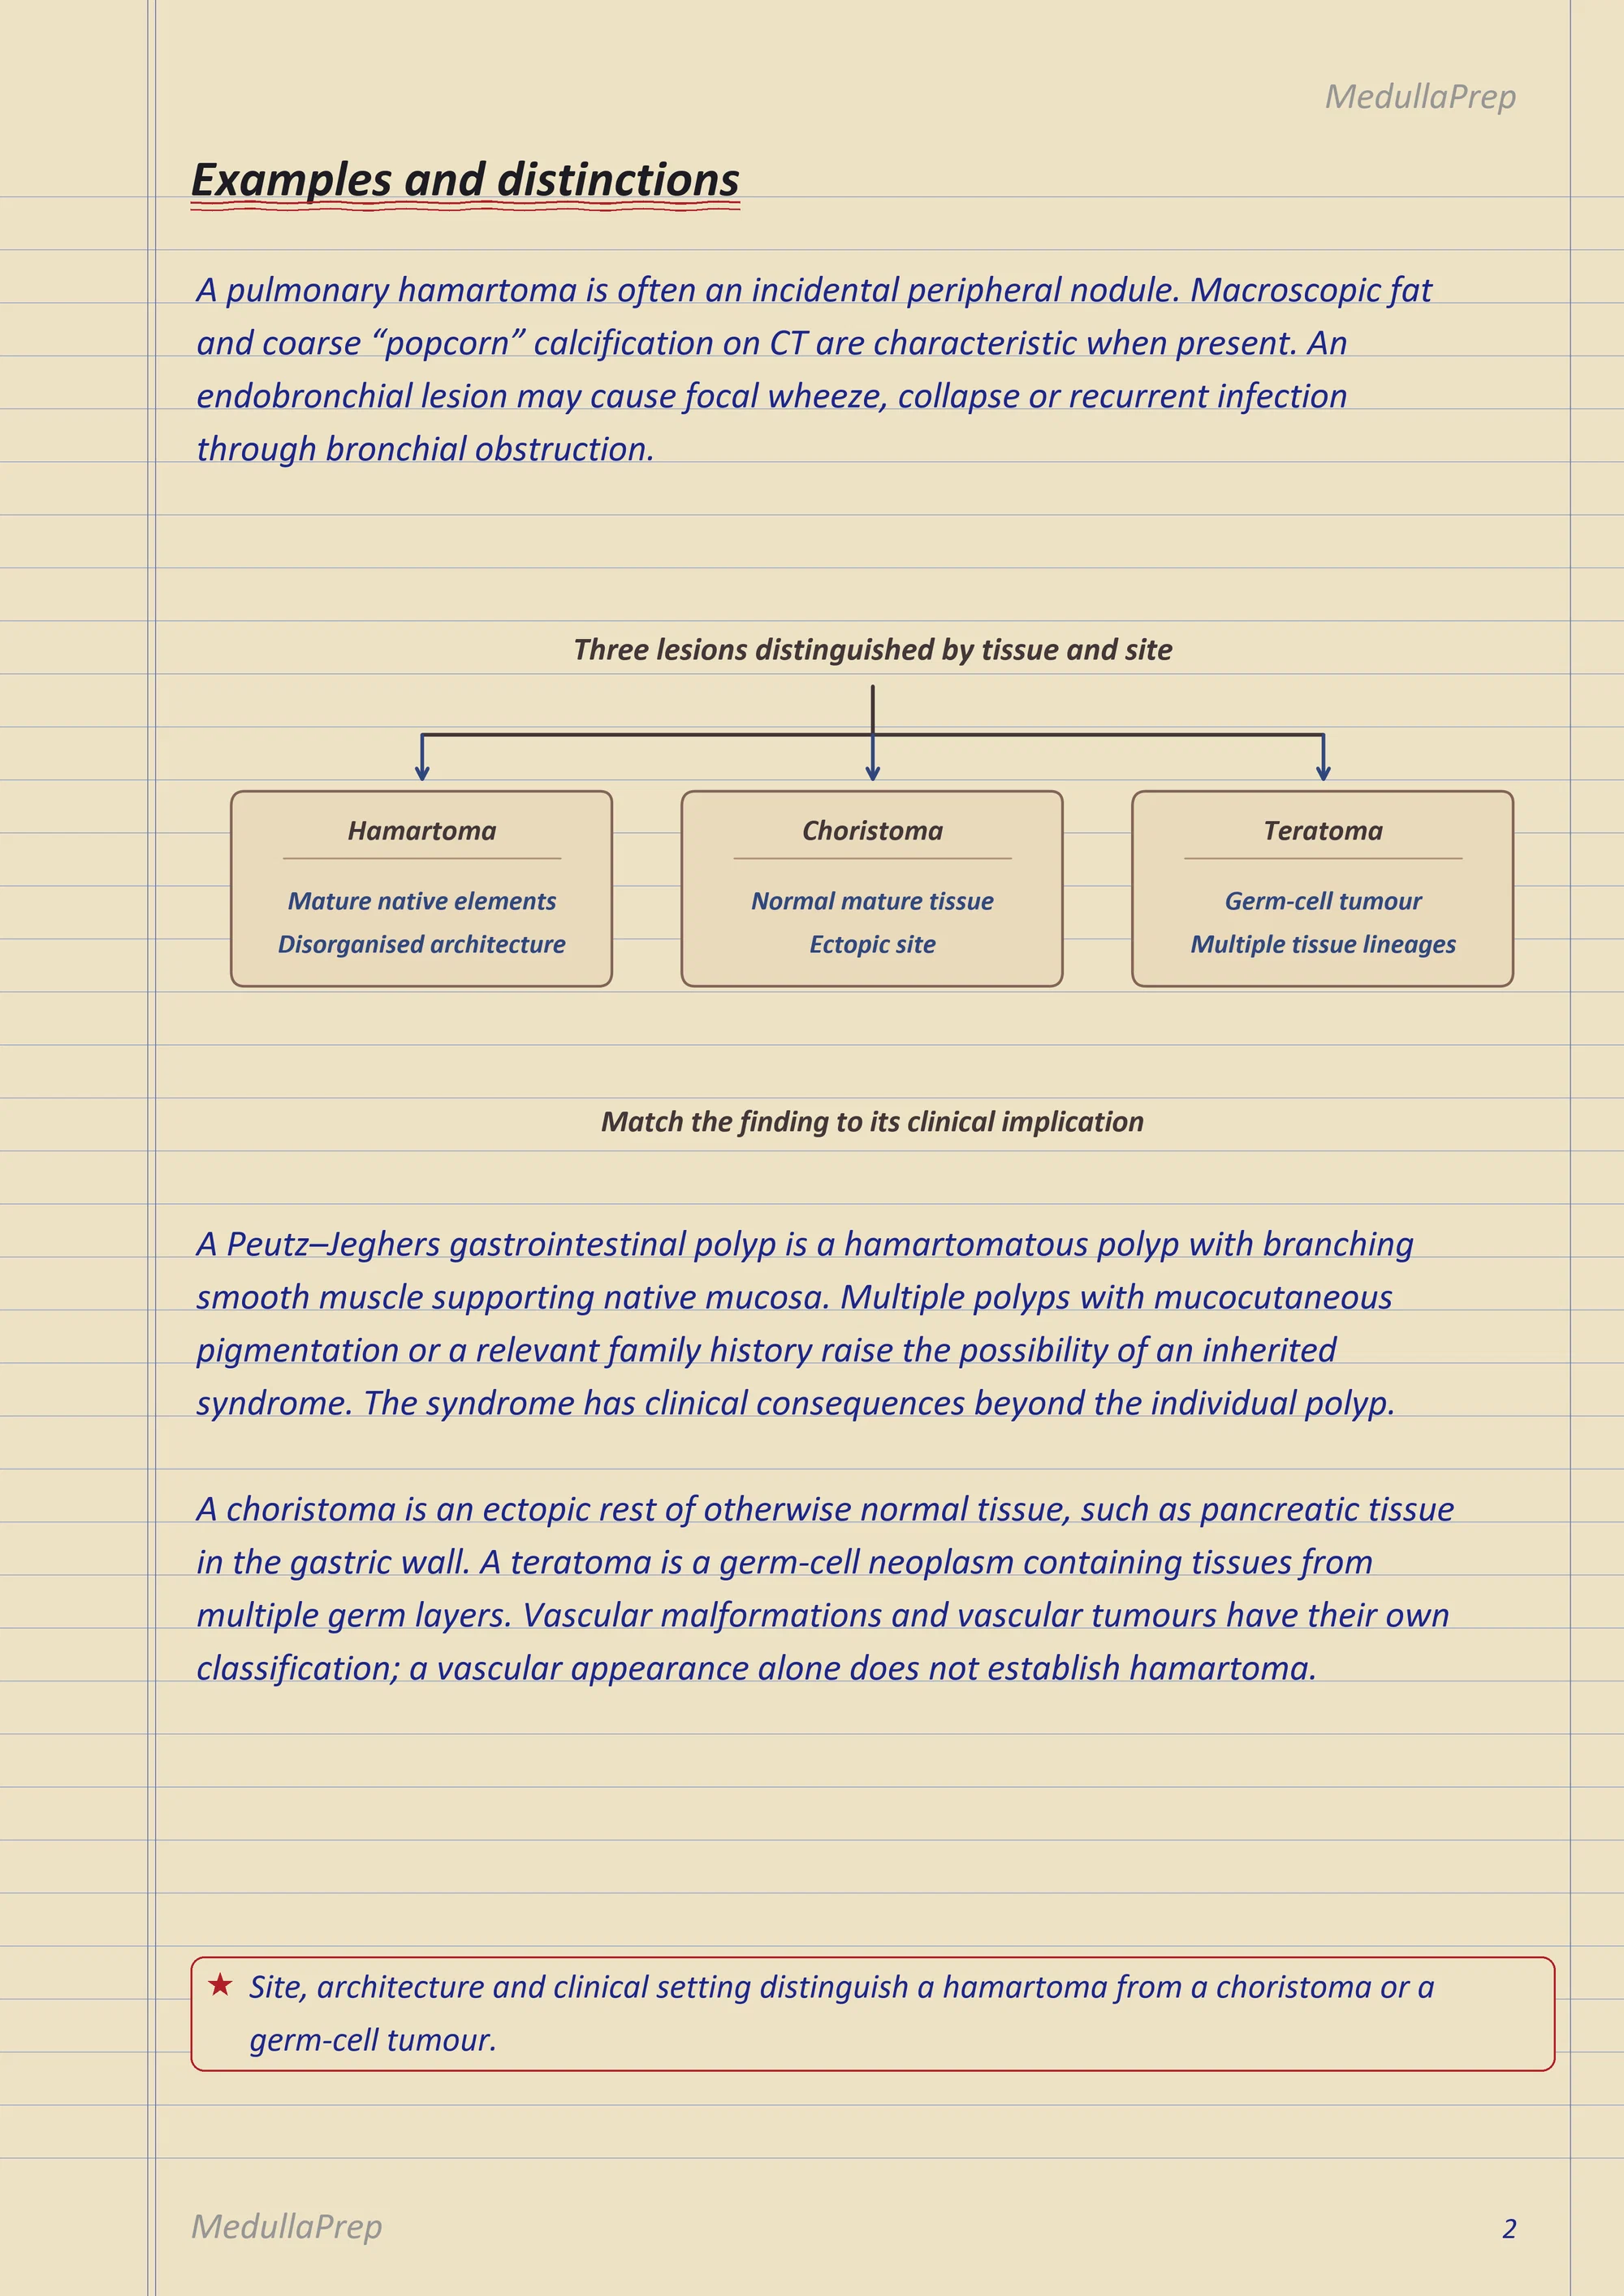 MedullaPrep
Examples and distinctions
A pulmonary hamartoma is often an incidental peripheral nodule. Macroscopic fat
and coarse “popcorn” calcification on CT are characteristic when present. An
endobronchial lesion may cause focal wheeze, collapse or recurrent infection
through bronchial obstruction.
Three lesions distinguished by tissue and site
Hamartoma
Mature native elements
Disorganised architecture
Choristoma
Normal mature tissue
Ectopic site
Teratoma
Germ-cell tumour
Multiple tissue lineages
Match the finding to its clinical implication
A Peutz–Jeghers gastrointestinal polyp is a hamartomatous polyp with branching
smooth muscle supporting native mucosa. Multiple polyps with mucocutaneous
pigmentation or a relevant family history raise the possibility of an inherited
syndrome. The syndrome has clinical consequences beyond the individual polyp.
A choristoma is an ectopic rest of otherwise normal tissue, such as pancreatic tissue
in the gastric wall. A teratoma is a germ-cell neoplasm containing tissues from
multiple germ layers. Vascular malformations and vascular tumours have their own
classification; a vascular appearance alone does not establish hamartoma.
★ Site, architecture and clinical setting distinguish a hamartoma from a choristoma or a
germ-cell tumour.
MedullaPrep
2